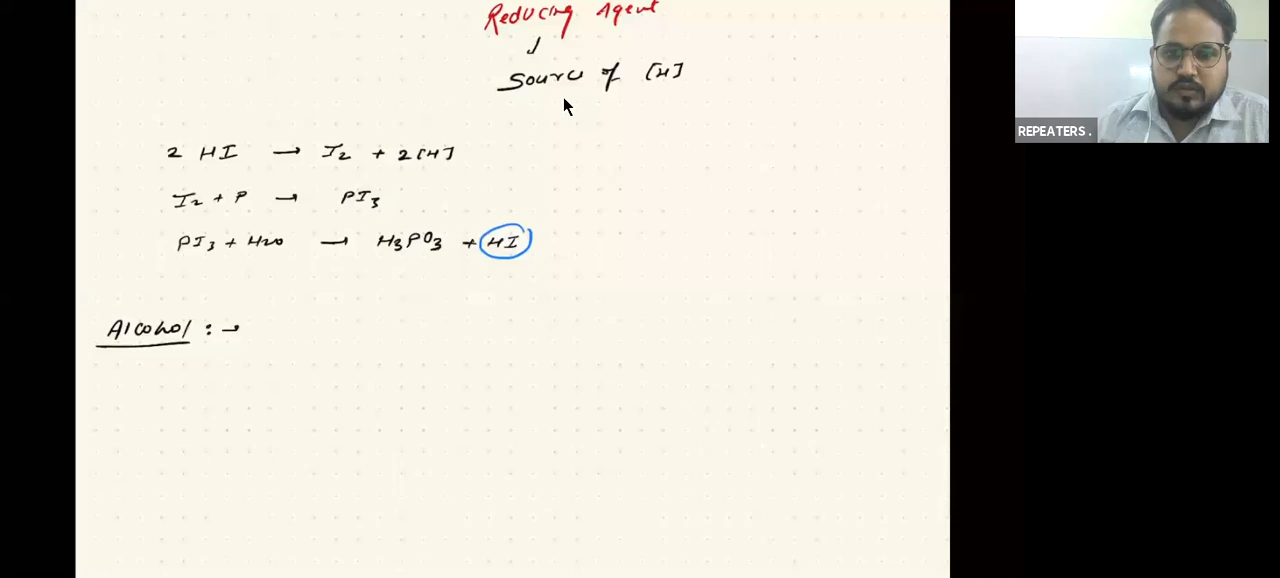 Reducing Agent
Source of [H]
REPEATERS.
2 HI → I2 + 2[H]
I2 + P → PI3
PI3 + H2O → H3PO3 + HI
Alcohol : →